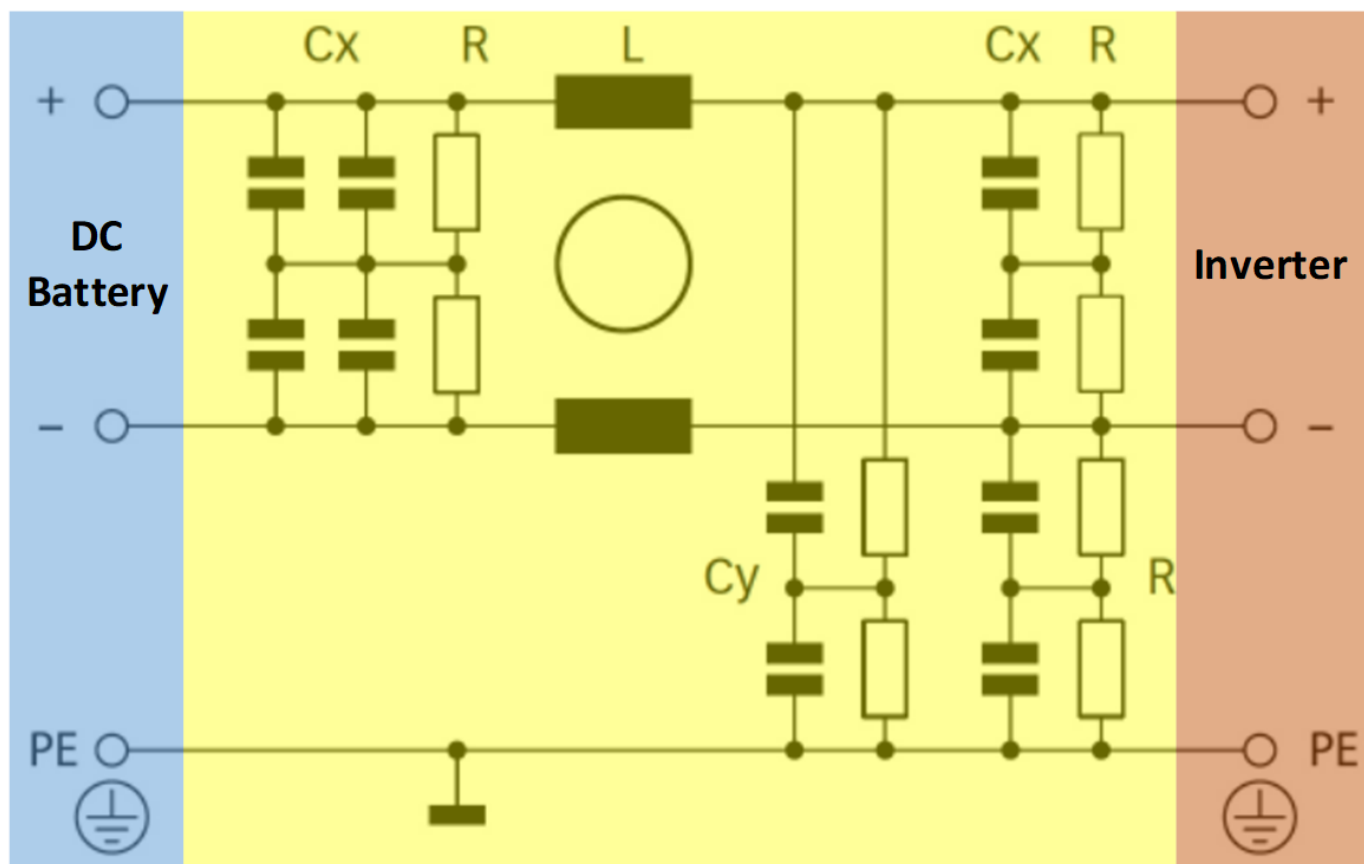 Cx R L Cx R
+ +
DC
Battery
Inverter
– –
Cy R
PE PE